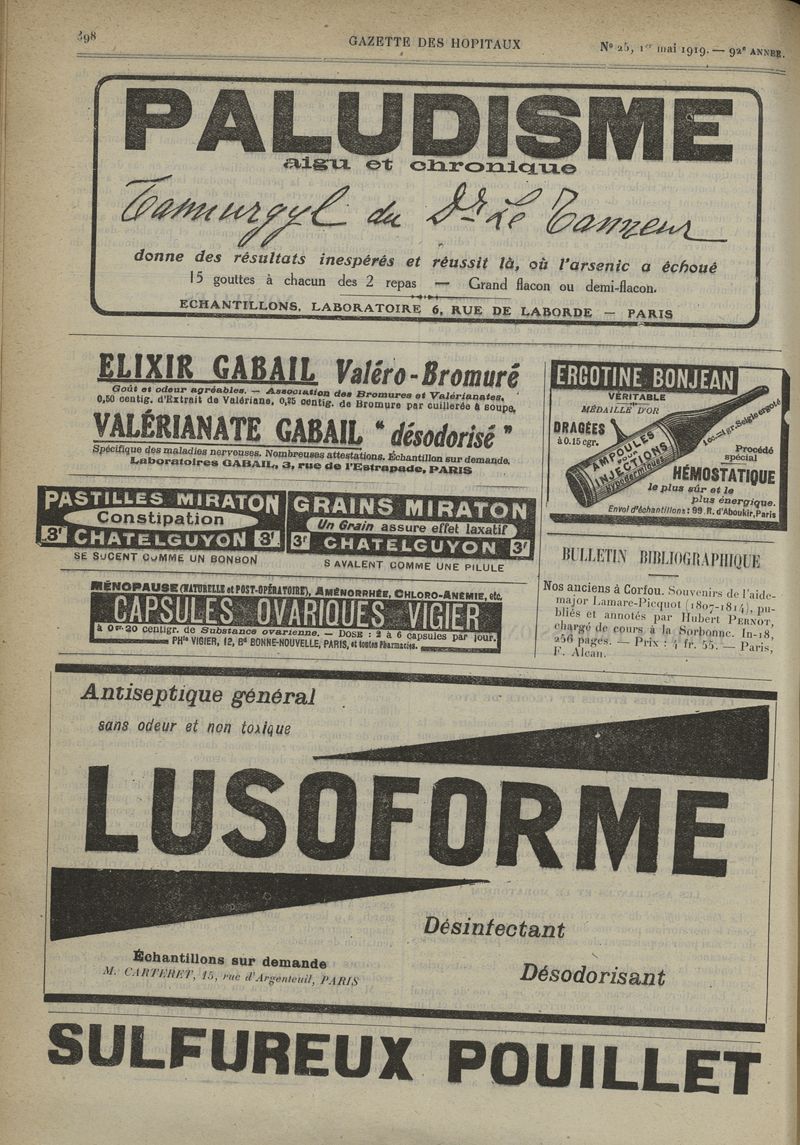 398
GAZETTE DES HOPITAUX
Nº 25, 1er mai 1919. — 92e ANNÉE.
PALUDISME
aigu et chronique
Tanmurgyl du Dr Le Tanneur
donne des résultats inespérés et réussit là, où l'arsenic a échoué
15 gouttes à chacun des 2 repas — Grand flacon ou demi-flacon.
ECHANTILLONS, LABORATOIRE 6, RUE DE LABORDE — PARIS
ELIXIR GABAIL Valéro-Bromuré
Goût et odeur agréables. — Association des Bromures et Valérianates.
0,50 centig. d'Extrait de Valériane, 0,25 centig. de Bromure par cuillerée à soupe,
VALÉRIANATE GABAIL "désodorisé"
Spécifique des maladies nerveuses. Nombreuses attestations. Échantillon sur demande.
Laboratoires GABAIL, 3, rue de l'Estrapade, PARIS
PASTILLES MIRATON
Constipation
3f CHATELGUYON 3f
SE SUCENT COMME UN BONBON
GRAINS MIRATON
Un Grain assure effet laxatif
3f CHATELGUYON 3f
S AVALENT COMME UNE PILULE
MÉNOPAUSE (NATURELLE et POST-OPÉRATOIRE), AMÉNORRHÉE, CHLORO-ANÉMIE, etc.
CAPSULES OVARIQUES VIGIER
à 0gr 20 centigr. de Substance ovarienne. — DOSE : 2 à 6 capsules par jour.
PHie VIGIER, 12, Bd BONNE-NOUVELLE, PARIS, et toutes Pharmacies.
ERGOTINE BONJEAN
VÉRITABLE
MÉDAILLE D'OR
DRAGÉES
à 0.15 cgr.
AMPOULES
POUR
INJECTIONS
Hypodermiques
1 cc.=1 gr. Seigle ergoté
Procédé
spécial
HÉMOSTATIQUE
le plus sûr et le
plus énergique.
Envoi d'échantillons: 99. R. d'Aboukir, Paris
BULLETIN BIBLIOGRAPHIQUE
Nos anciens à Corfou. Souvenirs de l'aide-
major Lamare-Picquot (1807-1814), pu-
bliés et annotés par Hubert PERNOT,
chargé de cours à la Sorbonne. In-18,
256 pages. — Prix : 4 fr. 55. — Paris,
F. Alcan.
Antiseptique général
sans odeur et non toxique
LUSOFORME
Désinfectant
Désodorisant
Échantillons sur demande
M. CARTERET, 15, rue d'Argenteuil, PARIS
SULFUREUX POUILLET